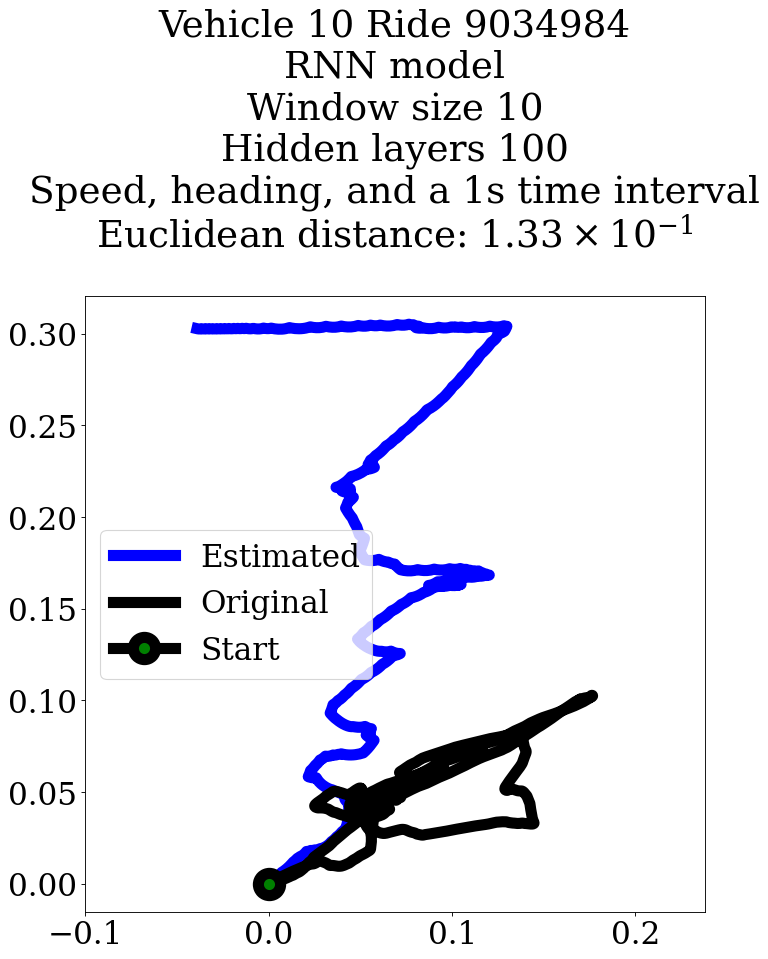 Vehicle 10 Ride 9034984
RNN model
Window size 10
Hidden layers 100
Speed, heading, and a 1s time interval
Euclidean distance: 1.33 × 10⁻¹
0.30
0.25
0.20
0.15
0.10
0.05
0.00
Estimated
Original
Start
−0.1
0.0
0.1
0.2